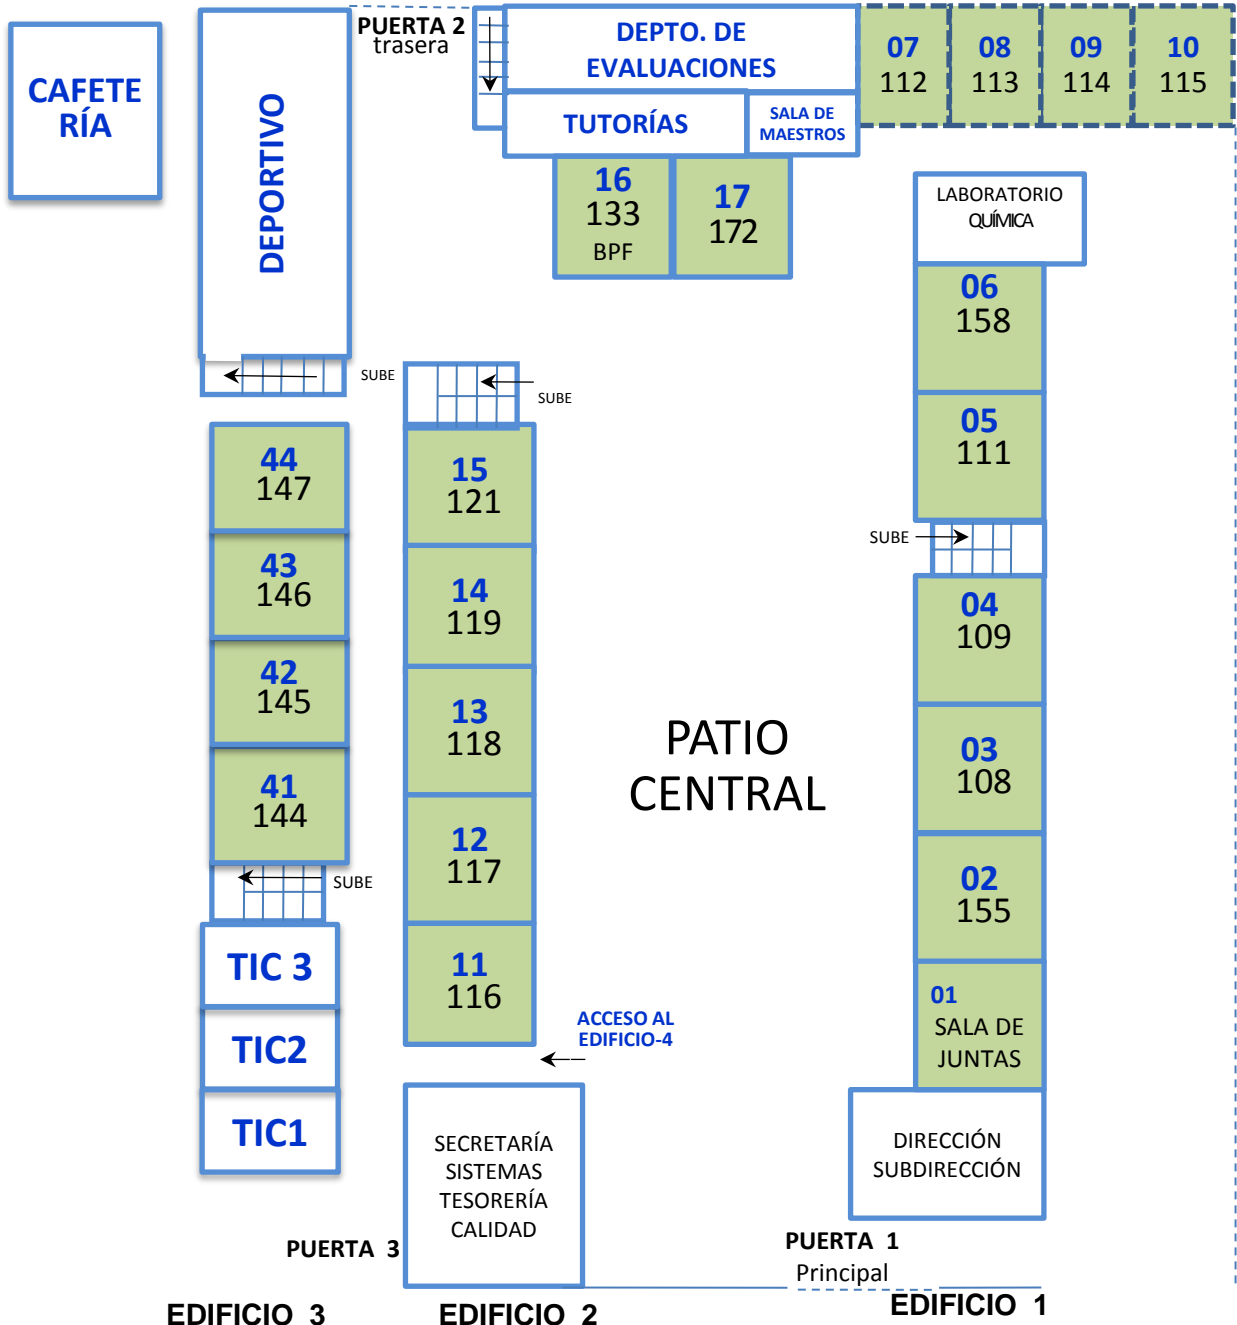 PUERTA 2
trasera
CAFETE
RÍA
DEPORTIVO
DEPTO. DE
EVALUACIONES
TUTORÍAS
SALA DE
MAESTROS
07
112
08
113
09
114
10
115
16
133
BPF
17
172
LABORATORIO
QUÍMICA
06
158
05
111
SUBE
04
109
03
108
02
155
01
SALA DE
JUNTAS
DIRECCIÓN
SUBDIRECCIÓN
PUERTA 1
Principal
EDIFICIO 1
SUBE
SUBE
44
147
43
146
42
145
41
144
SUBE
TIC 3
TIC2
TIC1
15
121
14
119
13
118
12
117
11
116
PATIO
CENTRAL
ACCESO AL
EDIFICIO-4
SECRETARÍA
SISTEMAS
TESORERÍA
CALIDAD
PUERTA 3
EDIFICIO 3
EDIFICIO 2